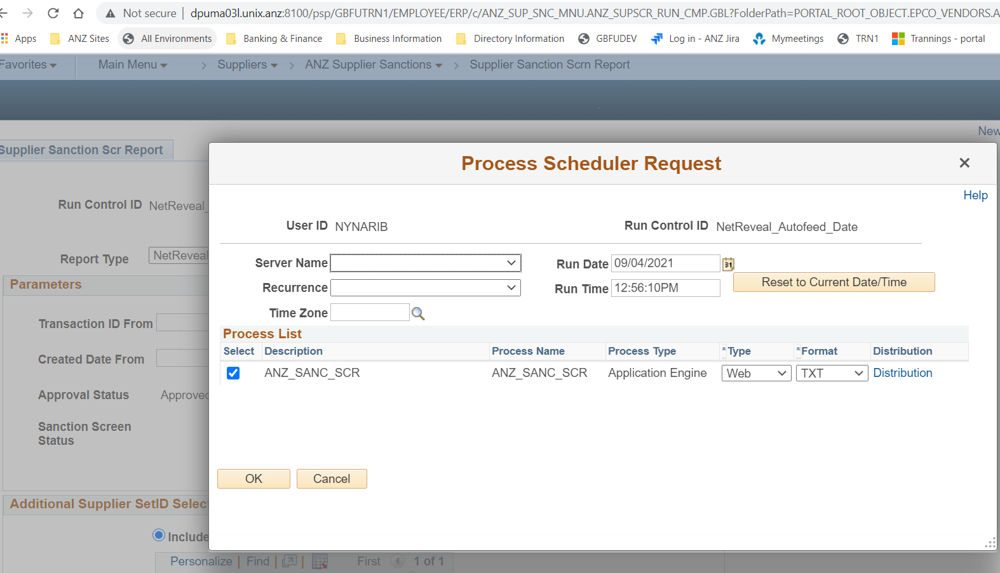 Not secure | dpuma03l.unix.anz:8100/psp/GBFUTRN1/EMPLOYEE/ERP/c/ANZ_SUP_SNC_MNU.ANZ_SUPSCR_RUN_CMP.GBL?FolderPath=PORTAL_ROOT_OBJECT.EPCO_VENDORS.A
Apps ANZ Sites All Environments Banking & Finance Business Information Directory Information GBFUDEV Log in - ANZ Jira Mymeetings TRN1 Trannings - portal
Favorites Main Menu > Suppliers > ANZ Supplier Sanctions > Supplier Sanction Scrn Report
New
Supplier Sanction Scr Report
Process Scheduler Request
Help
Run Control ID NetReveal_
User ID NYNARIB Run Control ID NetReveal_Autofeed_Date
Report Type NetReveal
Server Name Run Date 09/04/2021 31
Reset to Current Date/Time
Parameters
Recurrence Run Time 12:56:10PM
Time Zone
Transaction ID From
Process List
Select Description Process Name Process Type *Type *Format Distribution
Created Date From
ANZ_SANC_SCR ANZ_SANC_SCR Application Engine Web TXT Distribution
Approval Status Approved
Sanction Screen
Status
OK Cancel
Additional Supplier SetID Select
Include
Personalize | Find | | First 1 of 1